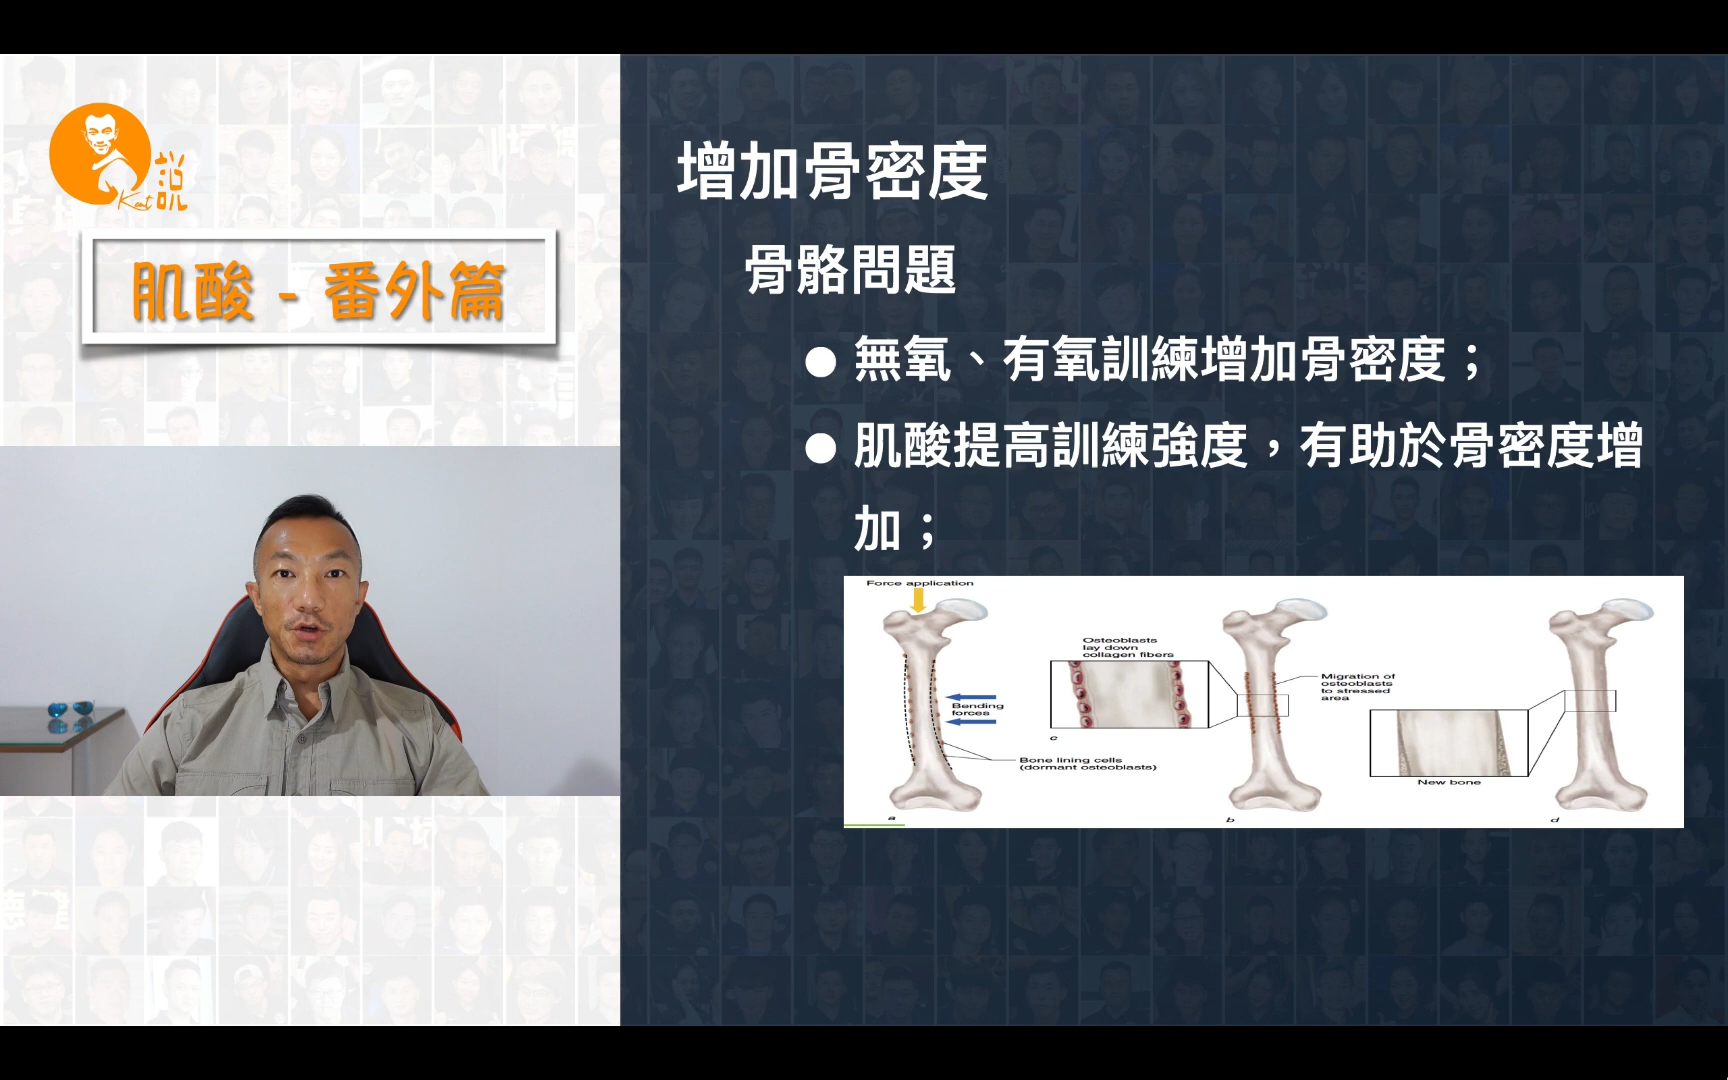 Kent 說
肌酸 - 番外篇
增加骨密度
骨骼問題
● 無氧、有氧訓練增加骨密度；
● 肌酸提高訓練強度，有助於骨密度增
加；
Force application
Bending
forces
Bone lining cells
(dormant osteoblasts)
a
Osteoblasts
lay down
collagen fibers
c
Migration of
osteoblasts
to stressed
area
b
New bone
d